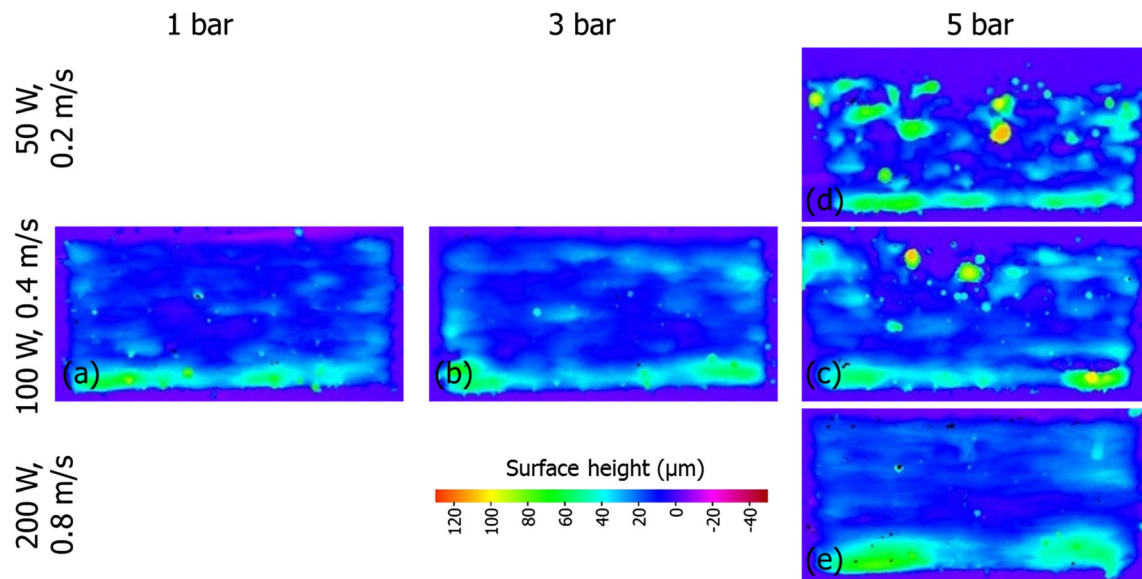 1 bar
3 bar
5 bar
50 W,
0.2 m/s
(d)
100 W, 0.4 m/s
(a)
(b)
(c)
200 W,
0.8 m/s
Surface height (µm)
120
100
80
60
40
20
0
-20
-40
(e)